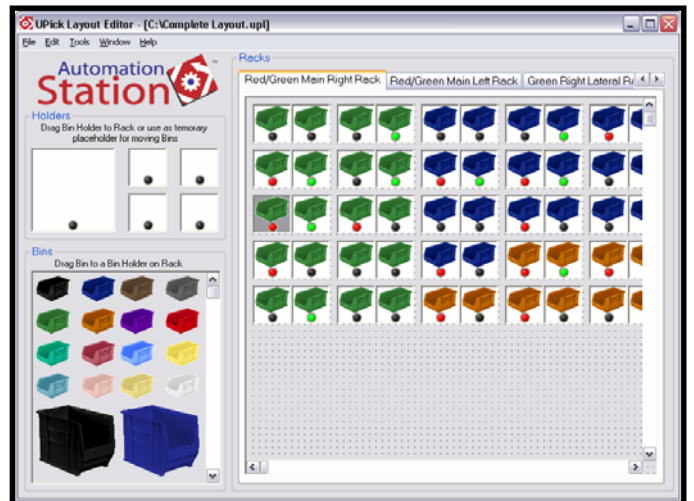 UPick Layout Editor - [C:\Complete Layout.upl]
File Edit Tools Window Help
Automation
Station
™
Holders
Drag Bin Holder to Rack or use as temorary
placeholder for moving Bins
Bins
Drag Bin to a Bin Holder on Rack
Racks
Red/Green Main Right Rack Red/Green Main Left Rack Green Right Lateral